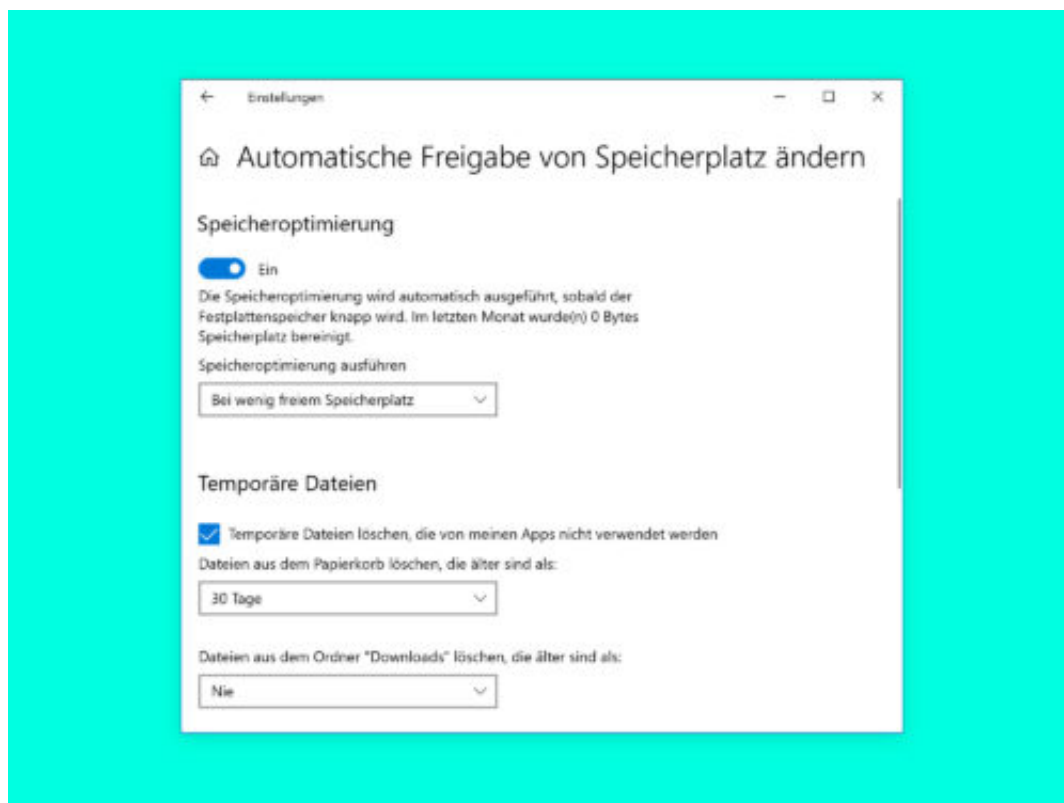 Einstellungen
Automatische Freigabe von Speicherplatz ändern
Speicheroptimierung
Ein
Die Speicheroptimierung wird automatisch ausgeführt, sobald der
Festplattenspeicher knapp wird. Im letzten Monat wurde(n) 0 Bytes
Speicherplatz bereinigt.
Speicheroptimierung ausführen
Bei wenig freiem Speicherplatz
Temporäre Dateien
Temporäre Dateien löschen, die von meinen Apps nicht verwendet werden
Dateien aus dem Papierkorb löschen, die älter sind als:
30 Tage
Dateien aus dem Ordner "Downloads" löschen, die älter sind als:
Nie